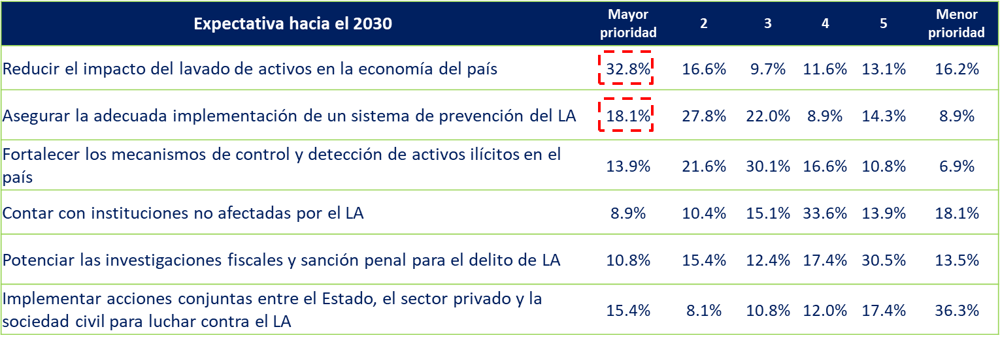 Expectativa hacia el 2030 Mayor prioridad 2 3 4 5 Menor prioridad
Reducir el impacto del lavado de activos en la economía del país 32.8% 16.6% 9.7% 11.6% 13.1% 16.2%
Asegurar la adecuada implementación de un sistema de prevención del LA 18.1% 27.8% 22.0% 8.9% 14.3% 8.9%
Fortalecer los mecanismos de control y detección de activos ilícitos en el
país 13.9% 21.6% 30.1% 16.6% 10.8% 6.9%
Contar con instituciones no afectadas por el LA 8.9% 10.4% 15.1% 33.6% 13.9% 18.1%
Potenciar las investigaciones fiscales y sanción penal para el delito de LA 10.8% 15.4% 12.4% 17.4% 30.5% 13.5%
Implementar acciones conjuntas entre el Estado, el sector privado y la
sociedad civil para luchar contra el LA 15.4% 8.1% 10.8% 12.0% 17.4% 36.3%